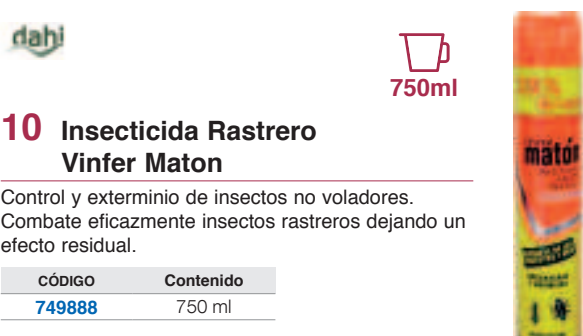 dahi
750ml
10 Insecticida Rastrero
Vinfer Maton
Control y exterminio de insectos no voladores.
Combate eficazmente insectos rastreros dejando un
efecto residual.
CÓDIGO Contenido
749888 750 ml
matón